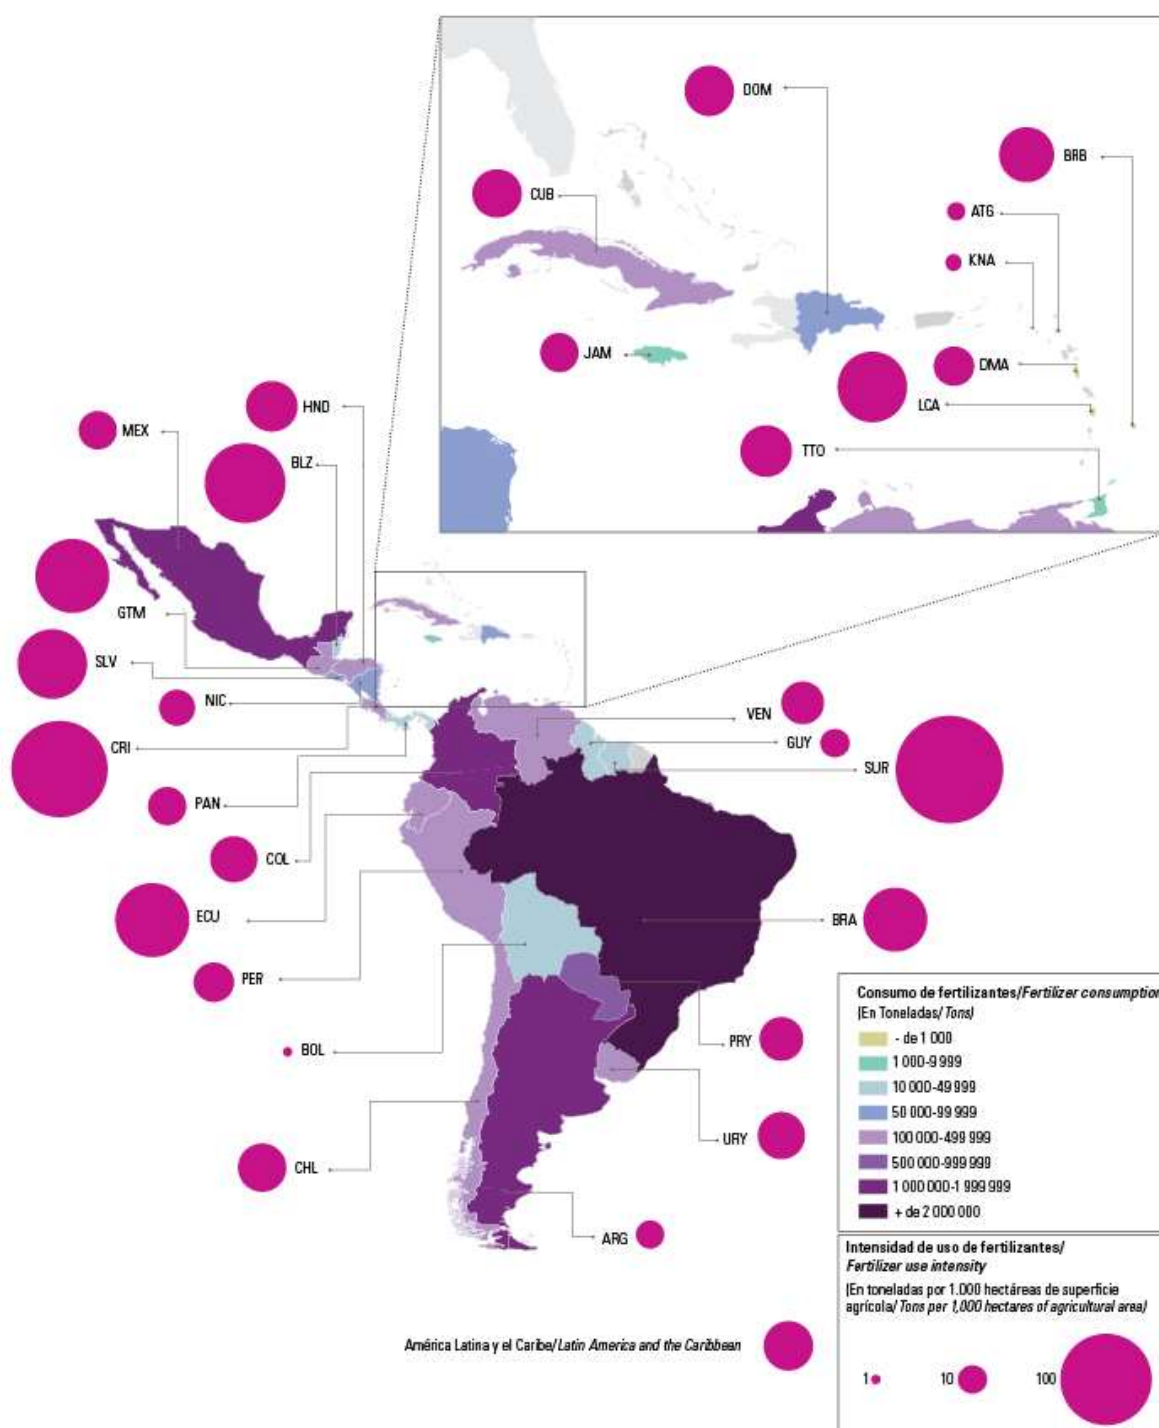 DOM
BRB
CUB
ATG
KNA
JAM
DMA
LCA
TTO
HND
MEX
BLZ
GTM
SLV
NIC
CRI
PAN
COL
ECU
PER
BOL
CHL
VEN
GUY
SUR
BRA
PRY
URY
ARG
Consumo de fertilizantes/Fertilizer consumption
(En Toneladas/Tons)
- de 1 000
1 000-9 999
10 000-49 999
50 000-99 999
100 000-499 999
500 000-999 999
1 000 000-1 999 999
+ de 2 000 000
Intensidad de uso de fertilizantes/
Fertilizer use intensity
(En toneladas por 1.000 hectáreas de superficie
agrícola/Tons per 1,000 hectares of agricultural area)
1 10 100
América Latina y el Caribe/Latin America and the Caribbean